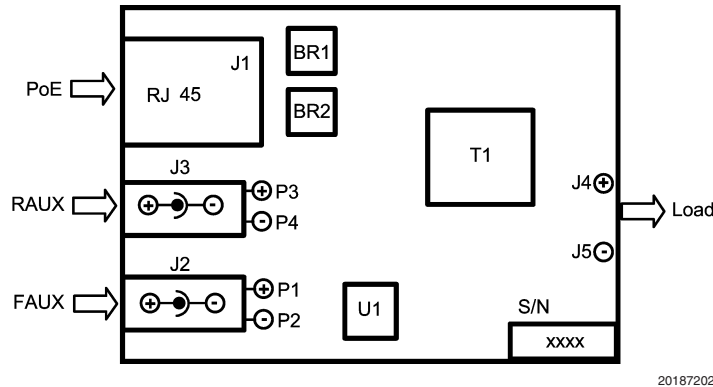 J1
BR1
PoE
RJ 45
BR2
T1
J3
J4
RAUX
P3
P4
Load
J2
J5
FAUX
P1
P2
U1
S/N
xxxx
20187202